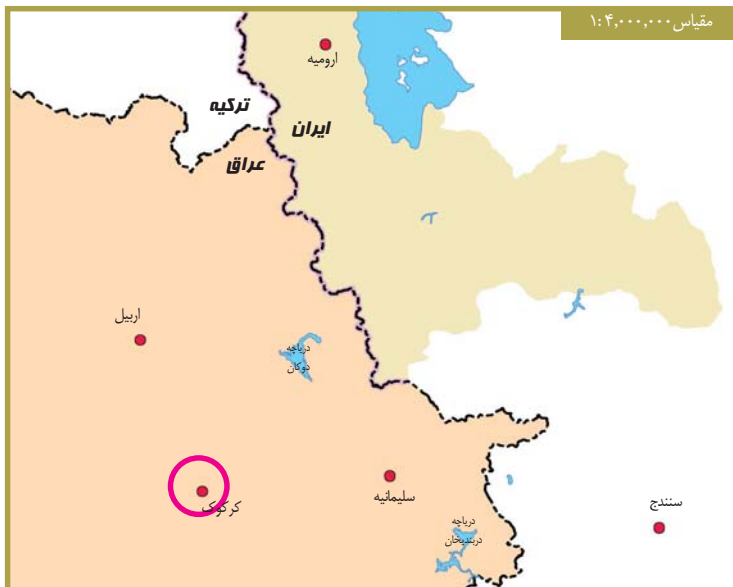 مقیاس ۱:۴,۰۰۰,۰۰۰
ارومیه
ترکیه
ایران
عراق
اربیل
دریاچه
دوکان
کرکوک
سلیمانیه
سنندج
دریاچه
دربندیخان